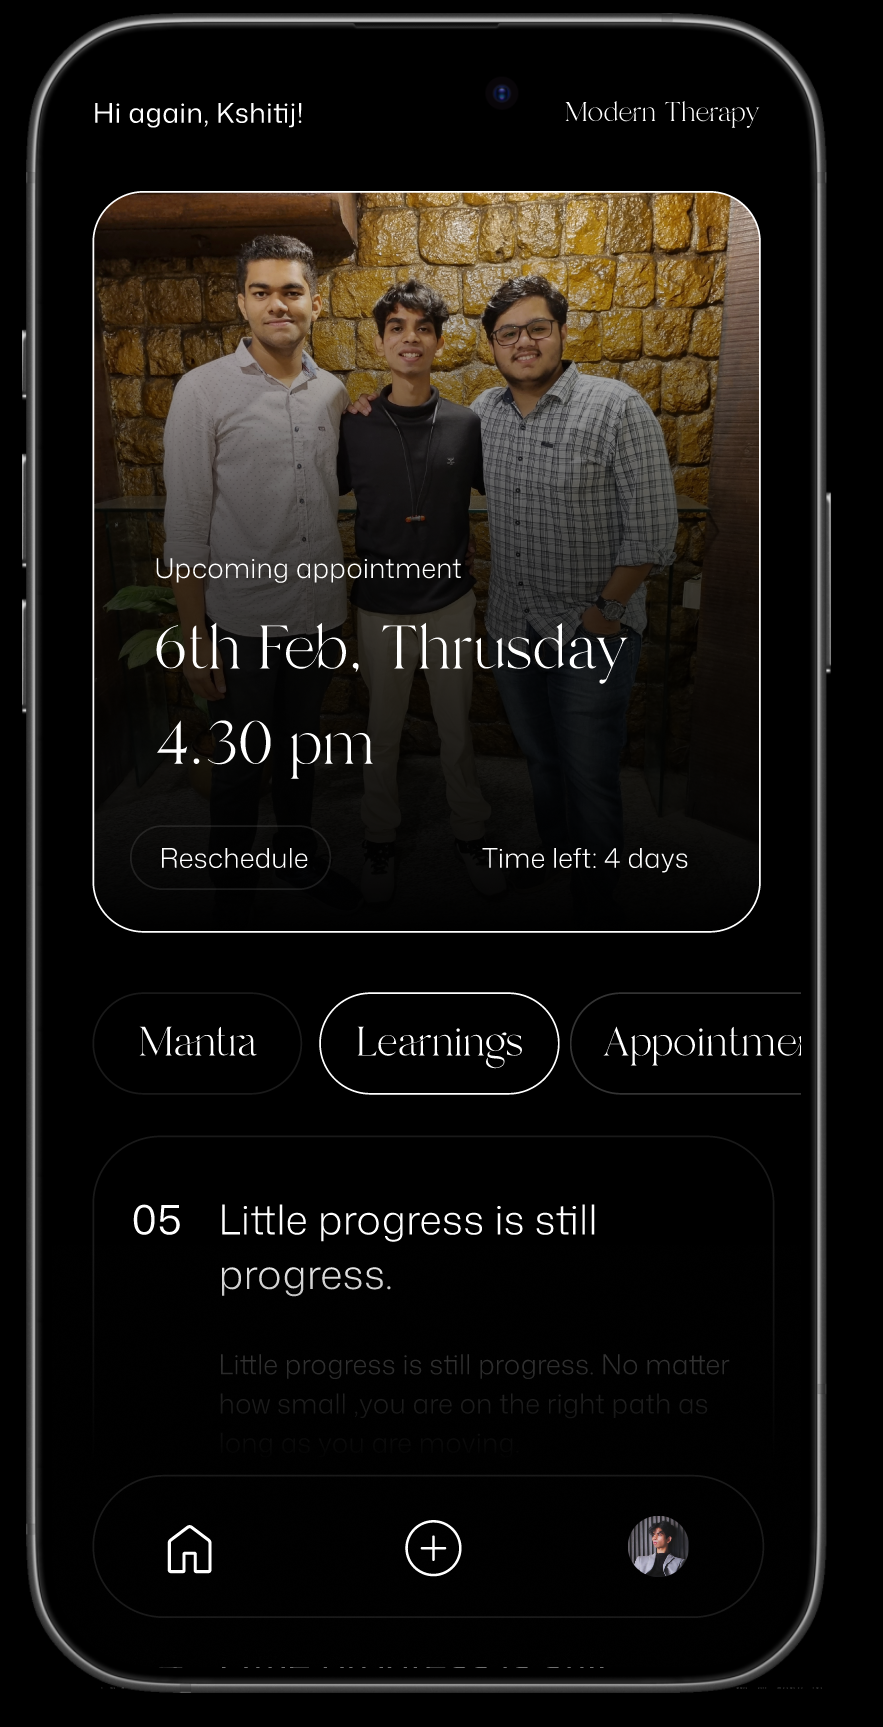 Hi again, Kshitij!
Modern Therapy
Upcoming appointment
6th Feb, Thrusday
4.30 pm
Reschedule
Time left: 4 days
Mantra
Learnings
05
Little progress is still
progress.
Little progress is still progress. No matter
how small ,you are on the right path as
long as you are moving